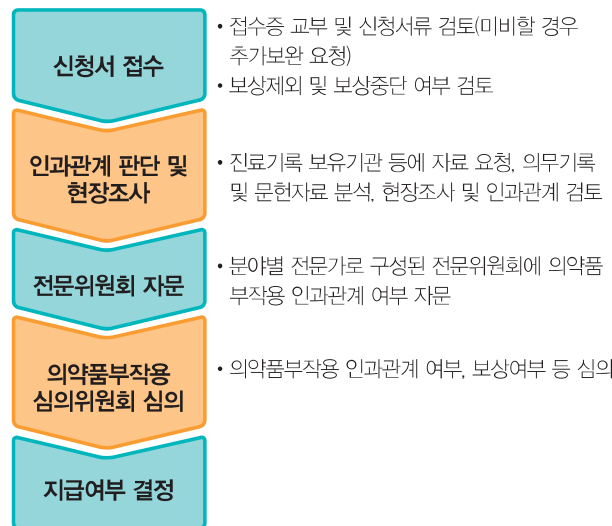 신청서 접수
• 접수증 교부 및 신청서류 검토(미비할 경우
추가보완 요청)
• 보상제외 및 보상중단 여부 검토
인과관계 판단 및
현장조사
• 진료기록 보유기관 등에 자료 요청, 의무기록
및 문헌자료 분석, 현장조사 및 인과관계 검토
전문위원회 자문
• 분야별 전문가로 구성된 전문위원회에 의약품
부작용 인과관계 여부 자문
의약품부작용
심의위원회 심의
• 의약품부작용 인과관계 여부, 보상여부 등 심의
지급여부 결정